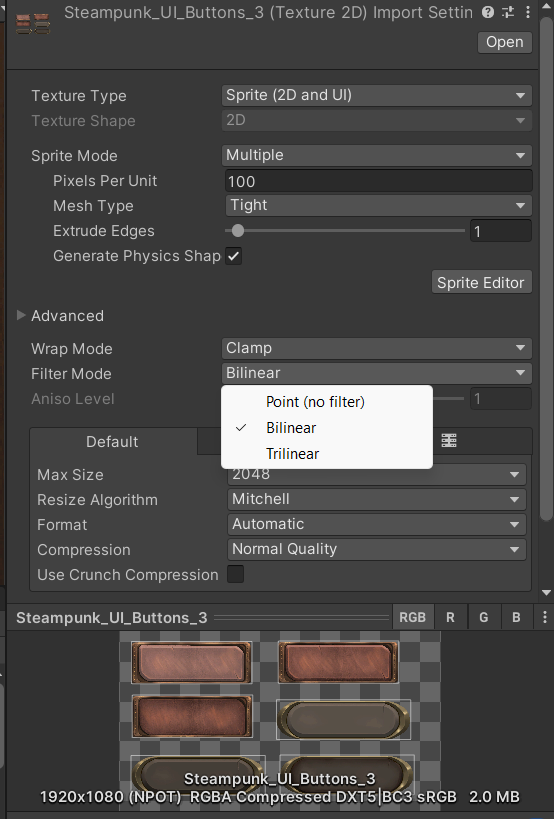 Steampunk_UI_Buttons_3 (Texture 2D) Import Settin
Open
Texture Type Sprite (2D and UI)
Texture Shape 2D
Sprite Mode Multiple
Pixels Per Unit 100
Mesh Type Tight
Extrude Edges 1
Generate Physics Shap
Sprite Editor
Advanced
Wrap Mode Clamp
Filter Mode Bilinear
Aniso Level 1
Point (no filter)
Bilinear
Trilinear
Default
Max Size 2048
Resize Algorithm Mitchell
Format Automatic
Compression Normal Quality
Use Crunch Compression
Steampunk_UI_Buttons_3 RGB R G B
Steampunk_UI_Buttons_3
1920x1080 (NPOT) RGBA Compressed DXT5|BC3 sRGB 2.0 MB